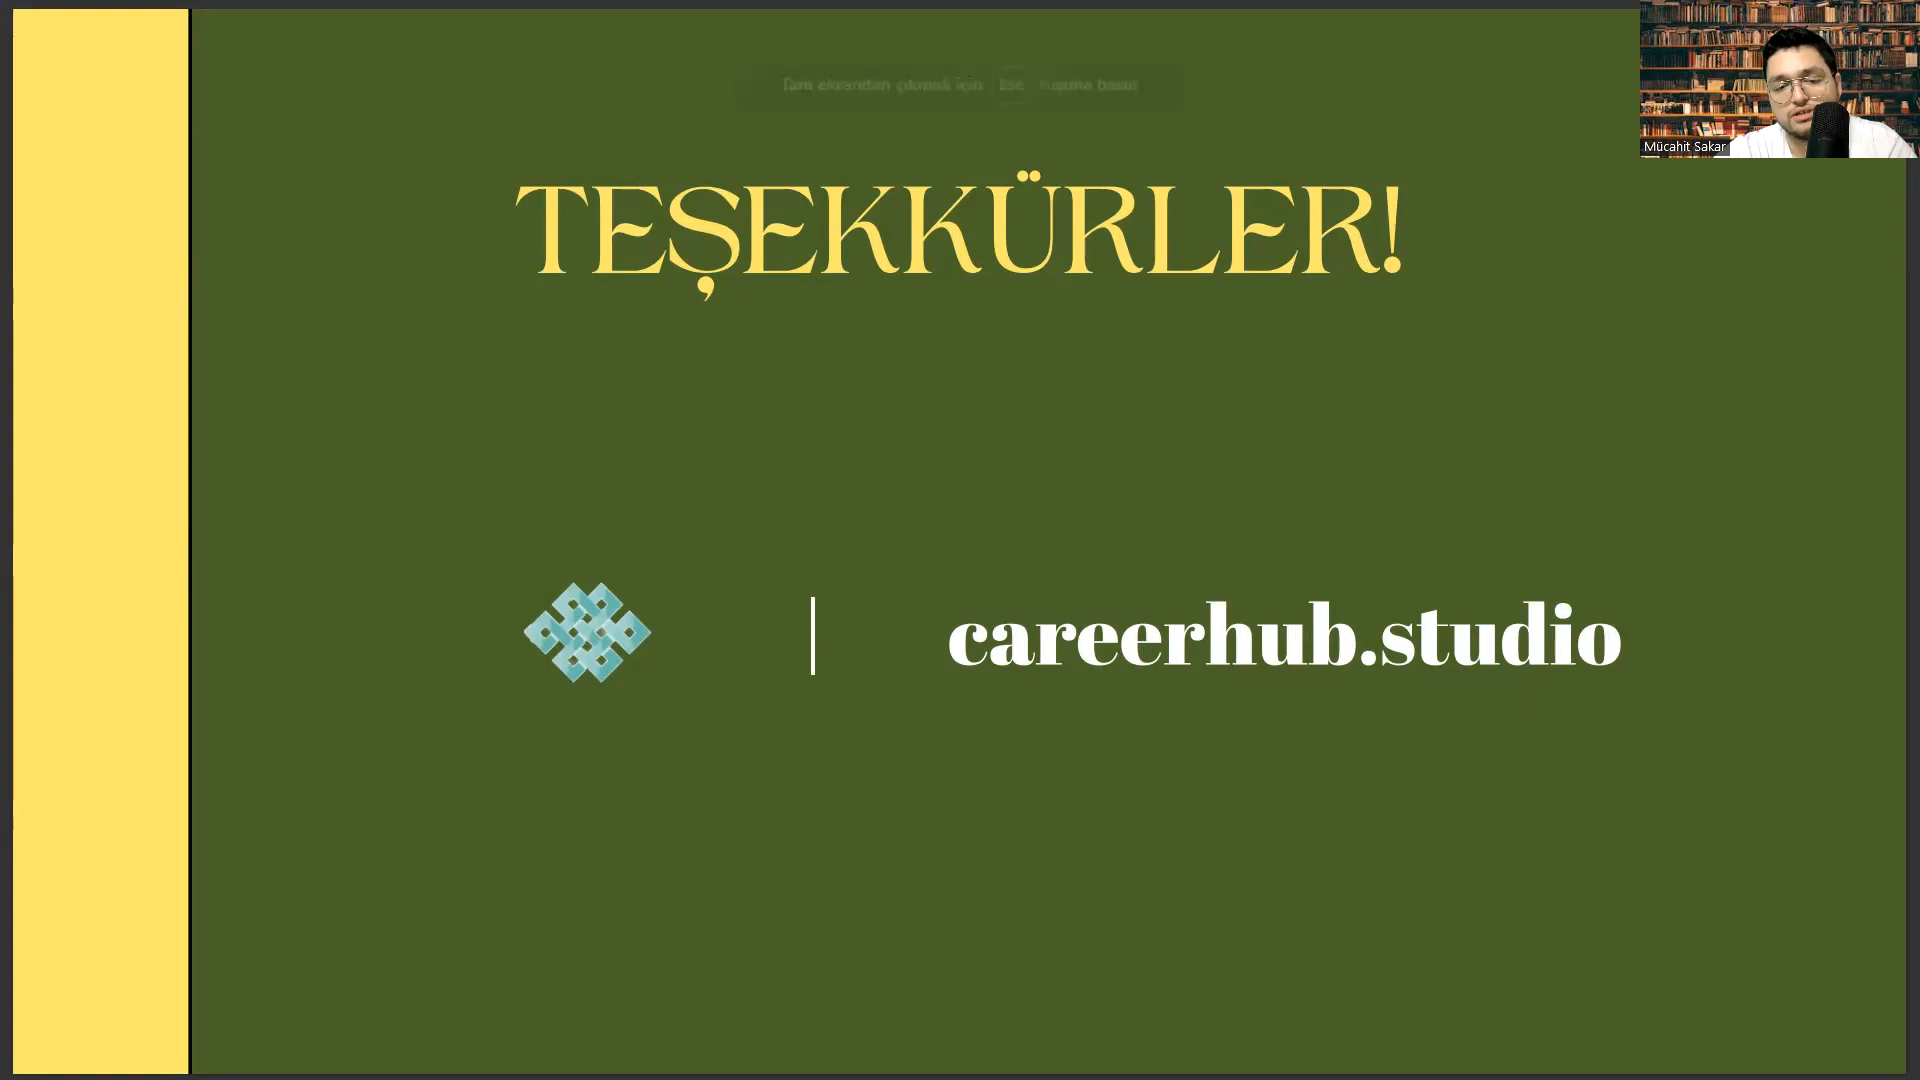 Tam ekrandan çıkmak için Esc tuşuna basın
Mücahit Sakar
TEŞEKKÜRLER!
careerhub.studio